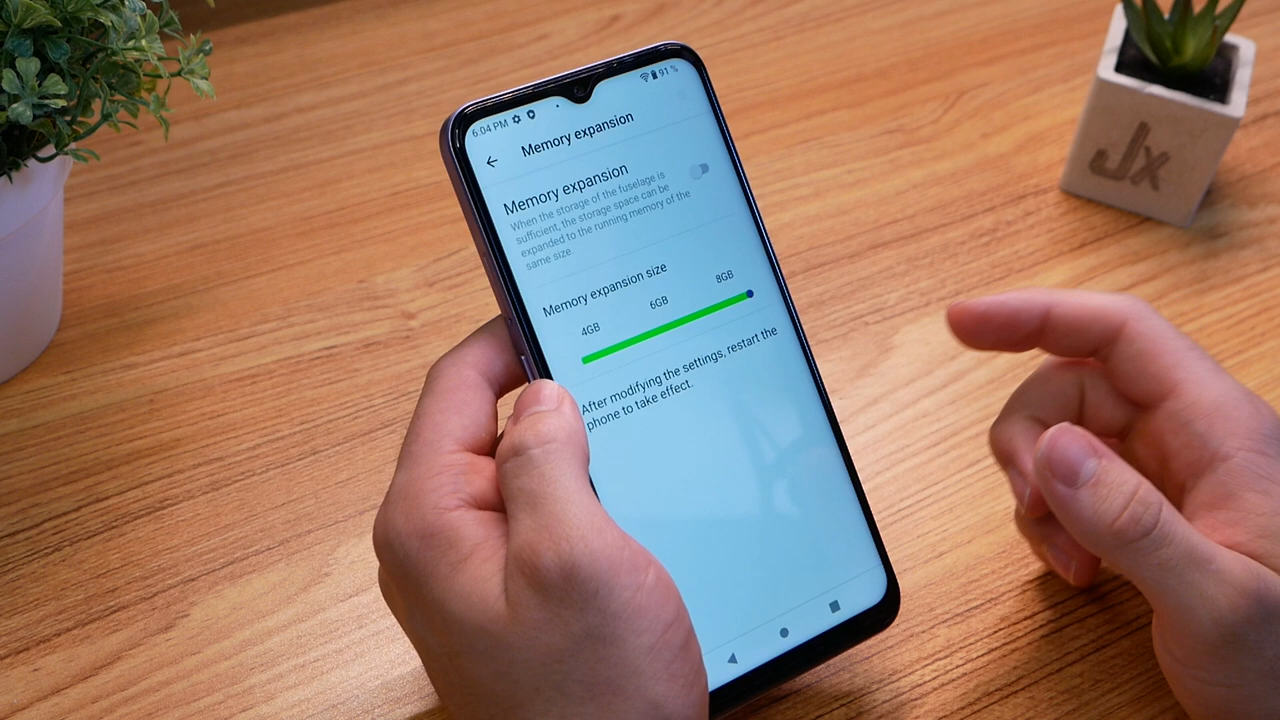 6:04 PM
91 %
Memory expansion
Memory expansion
When the storage of the fuselage is
sufficient, the storage space can be
expanded to the running memory of the
same size
Memory expansion size
4GB 6GB 8GB
After modifying the settings, restart the
phone to take effect.
Jx